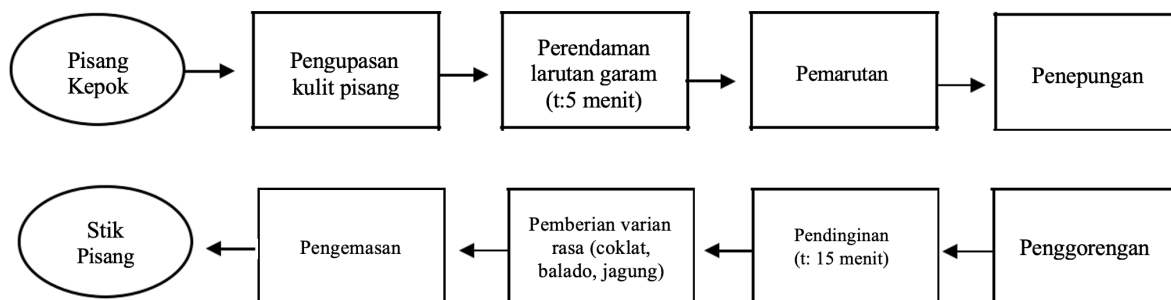 Pisang
Kepok
Pengupasan
kulit pisang
Perendaman
larutan garam
(t:5 menit)
Pemarutan
Penepungan
Penggorengan
Pendinginan
(t: 15 menit)
Pemberian varian
rasa (coklat,
balado, jagung)
Pengemasan
Stik
Pisang